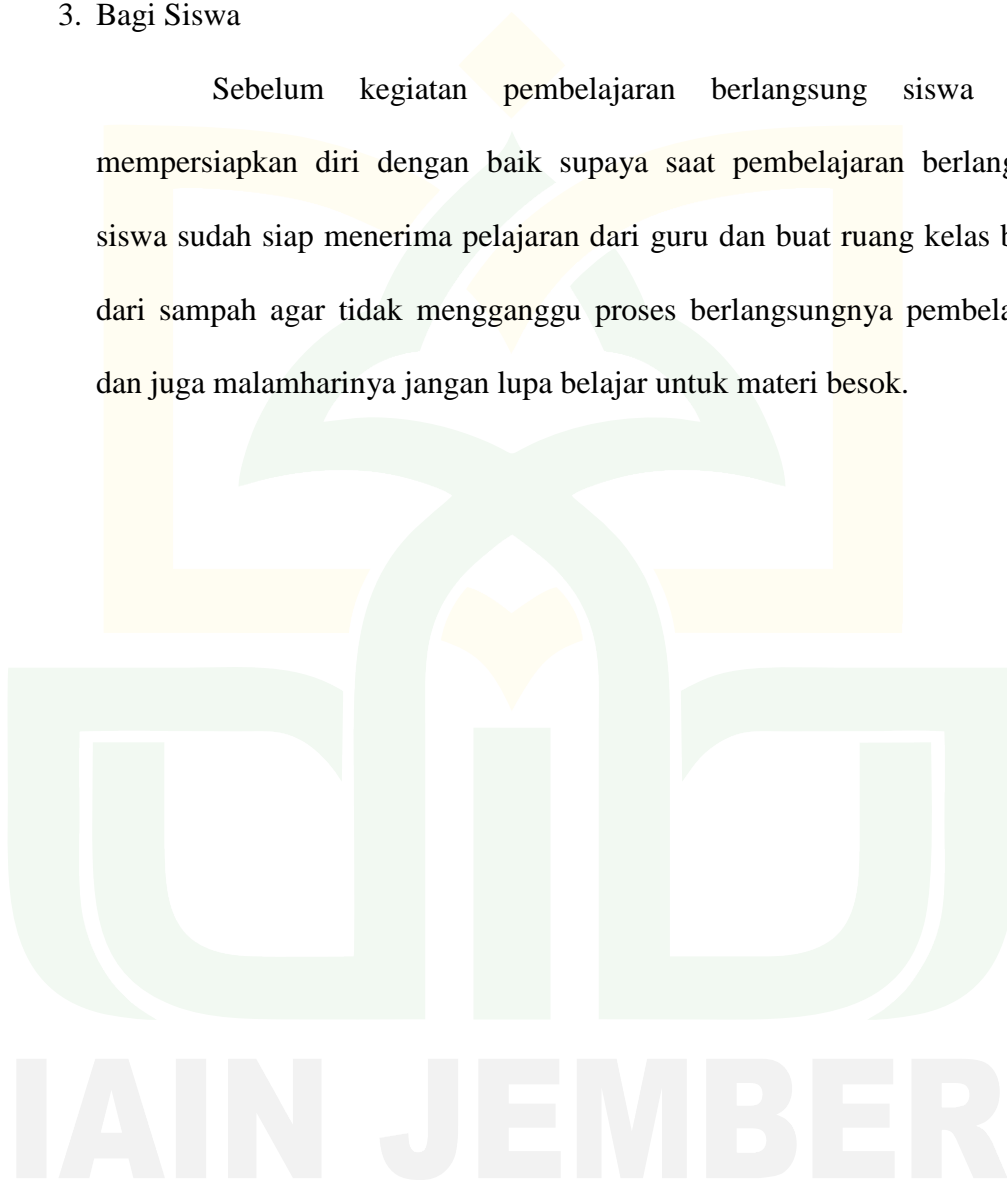 3. Bagi Siswa
Sebelum kegiatan pembelajaran berlangsung siswa
mempersiapkan diri dengan baik supaya saat pembelajaran
siswa sudah siap menerima pelajaran dari guru dan buat ruang kelas
dari sampah agar tidak mengganggu proses berlangsungnya
dan juga malamharinya jangan lupa belajar untuk materi besok.
IAIN JEMBER